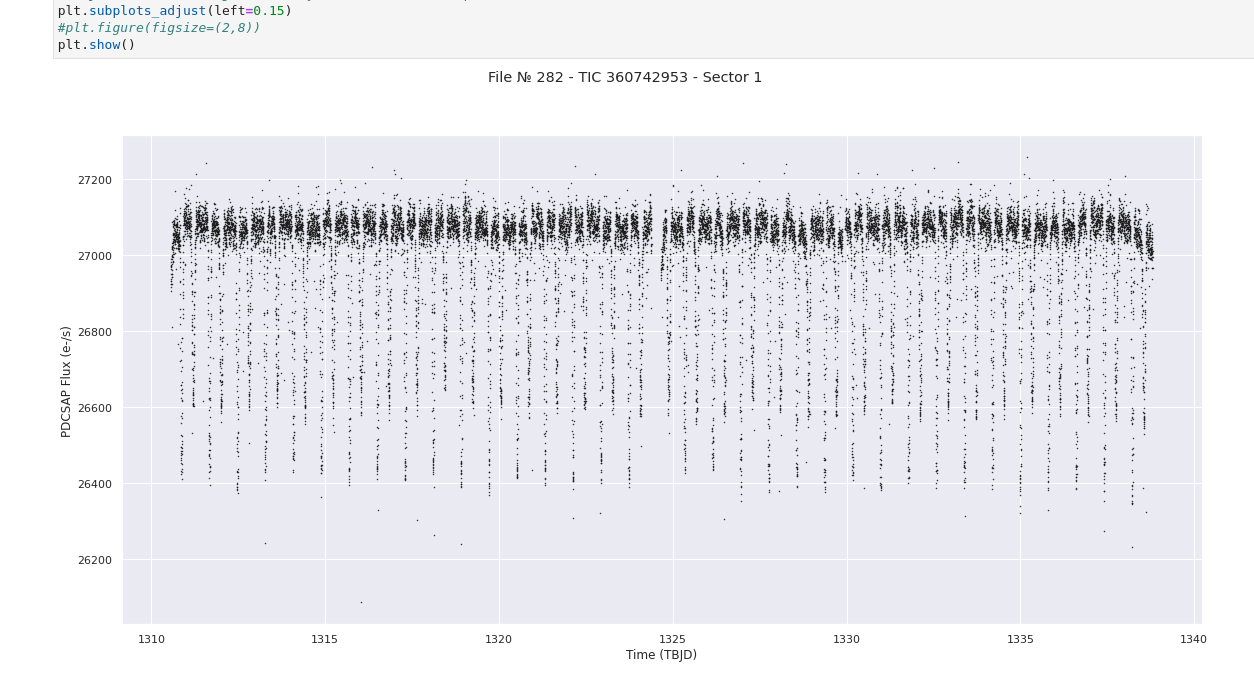 plt.subplots_adjust(left=0.15)
#plt.figure(figsize=(2,8))
plt.show()
File № 282 - TIC 360742953 - Sector 1
27200
27000
26800
26600
26400
26200
PDCSAP Flux (e-/s)
1310
1315
1320
1325
1330
1335
1340
Time (TBJD)